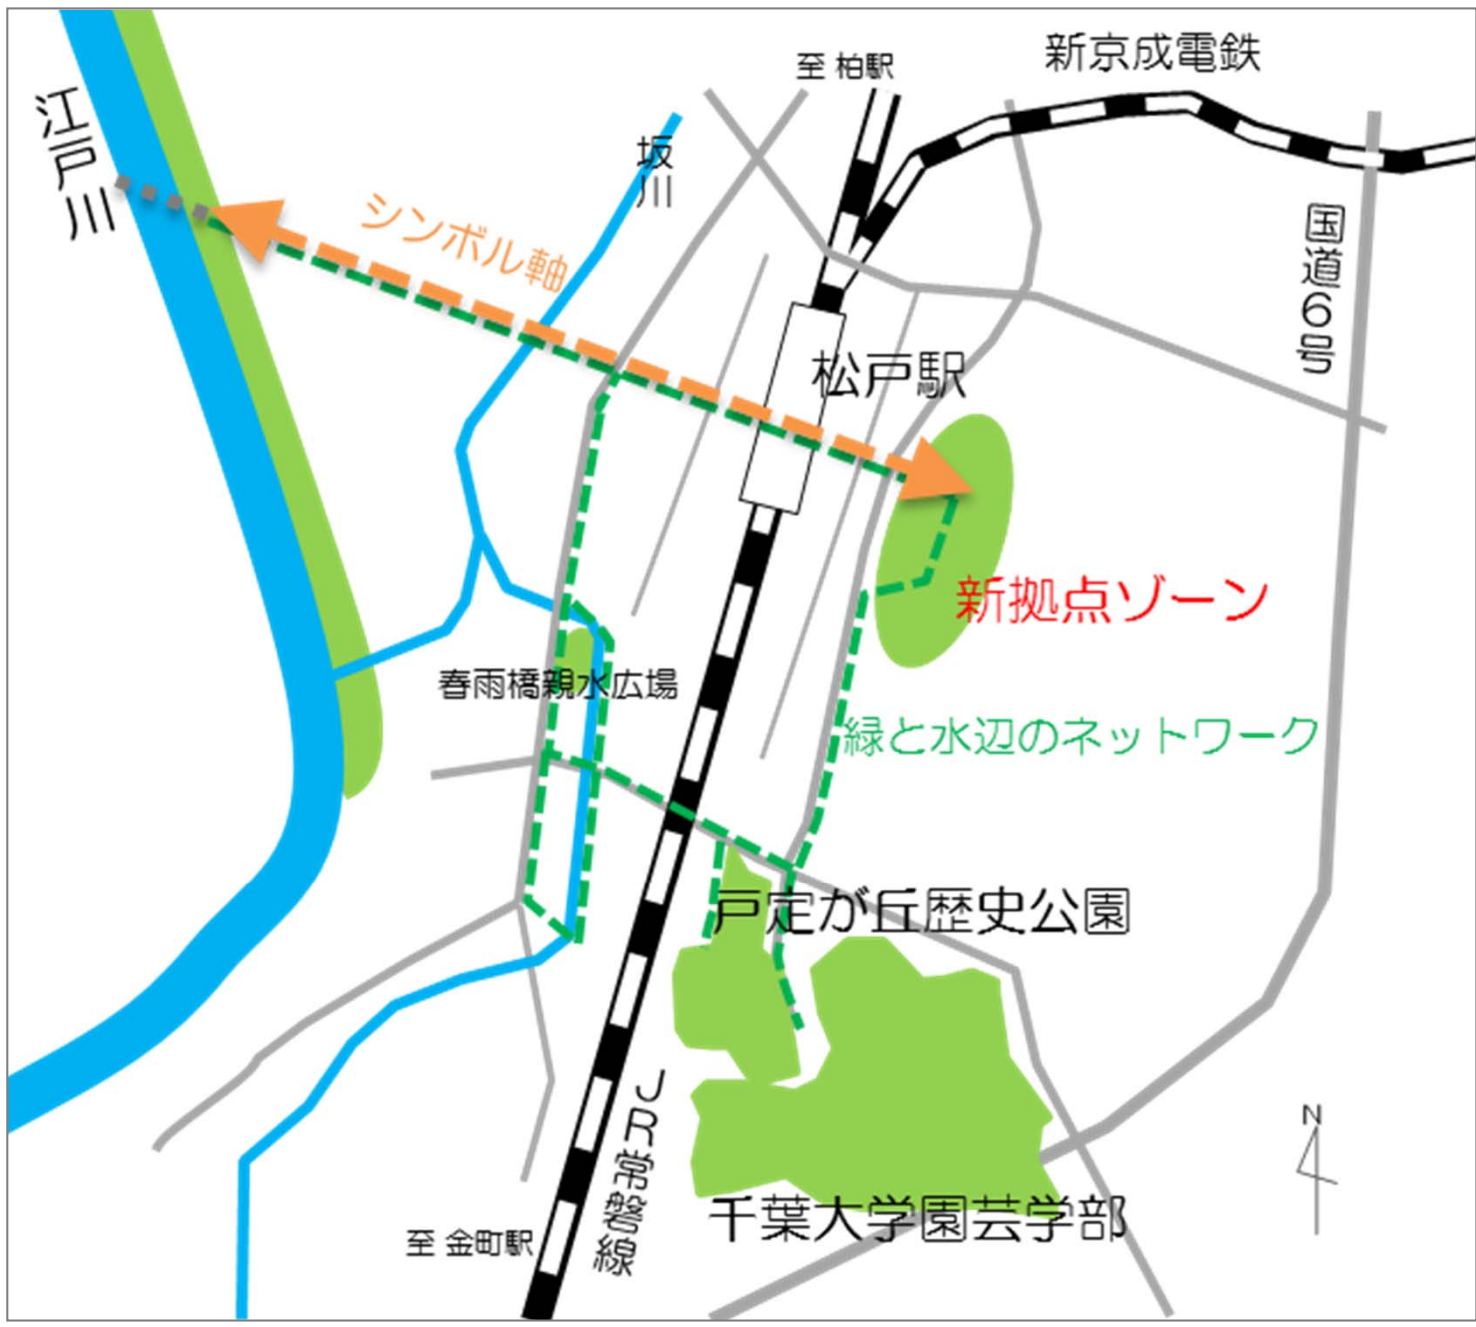 至 柏駅
新京成電鉄
江戸川
坂川
シンボル軸
国道6号
松戸駅
新拠点ゾーン
春雨橋親水広場
緑と水辺のネットワーク
戸定が丘歴史公園
JR常磐線
N
千葉大学園芸学部
至 金町駅